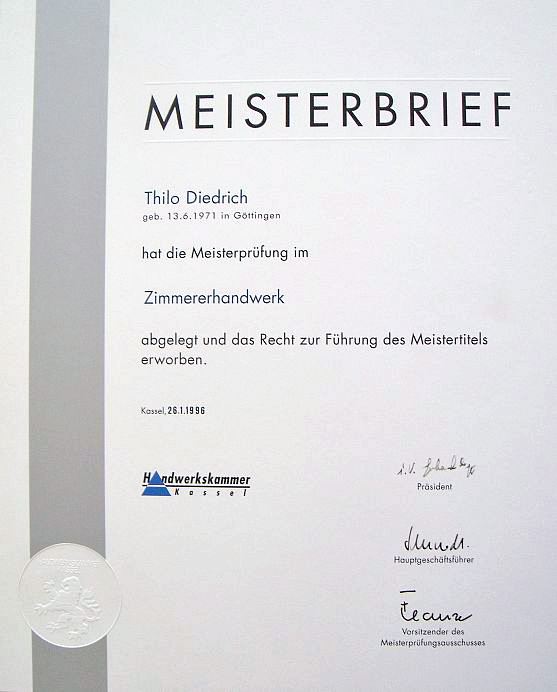 MEISTERBRIEF
Thilo Diedrich
geb. 13.6.1971 in Göttingen
hat die Meisterprüfung im
Zimmererhandwerk
abgelegt und das Recht zur Führung des Meistertitels
erworben.
Kassel, 26.1.1996
Handwerkskammer
Kassel
i.V.
Präsident
Hauptgeschäftsführer
Vorsitzender des
Meisterprüfungsausschusses